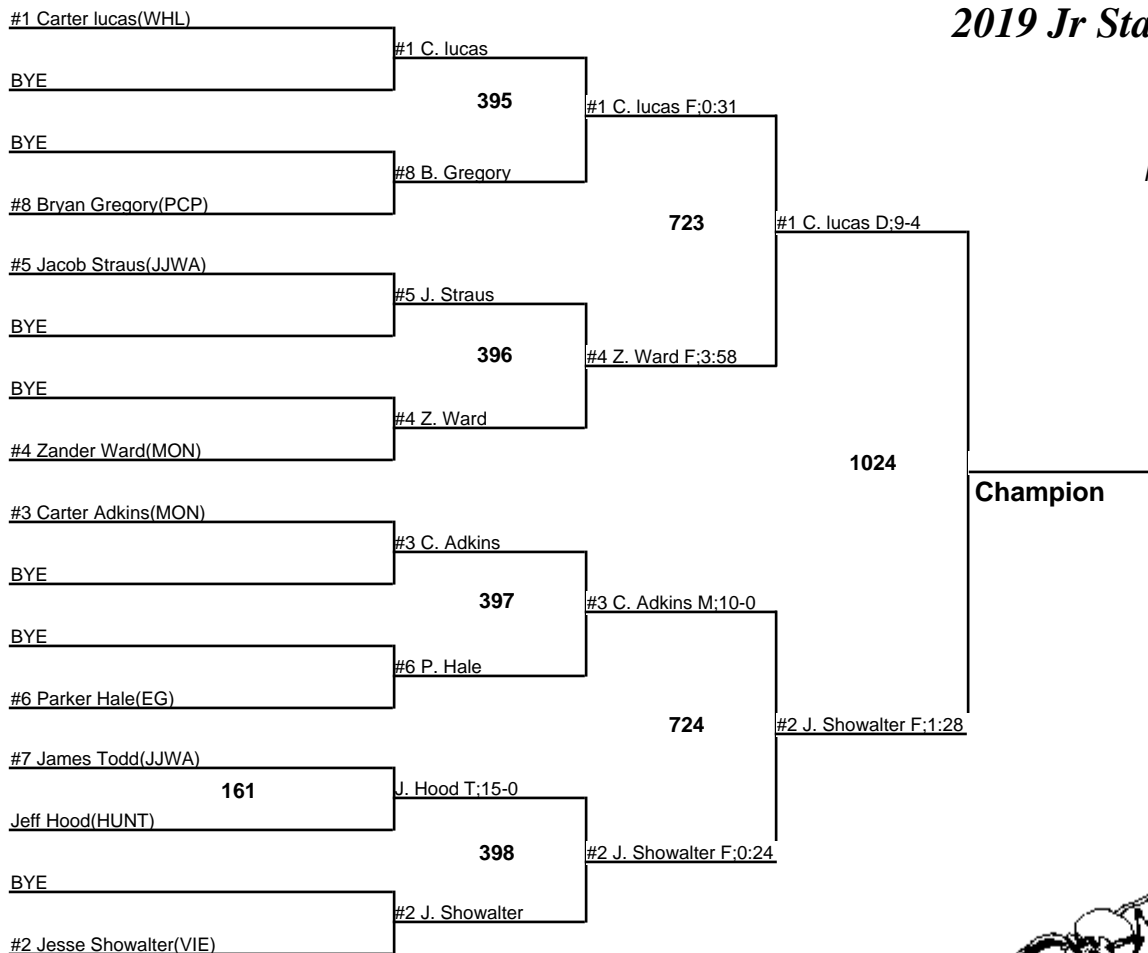 2019 Jr Sta
#1 Carter lucas(WHL)
BYE
BYE
#8 Bryan Gregory(PCP)
#5 Jacob Straus(JJWA)
BYE
BYE
#4 Zander Ward(MON)
#3 Carter Adkins(MON)
BYE
BYE
#6 Parker Hale(EG)
#7 James Todd(JJWA)
161
Jeff Hood(HUNT)
BYE
#2 Jesse Showalter(VIE)
#1 C. lucas
395
#8 B. Gregory
#5 J. Straus
396
#4 Z. Ward
#3 C. Adkins
397
#6 P. Hale
J. Hood T;15-0
398
#2 J. Showalter
#1 C. lucas F;0:31
723
#4 Z. Ward F;3:58
#3 C. Adkins M;10-0
724
#2 J. Showalter F;0:24
#1 C. lucas D;9-4
1024
#2 J. Showalter F;1:28
Champion